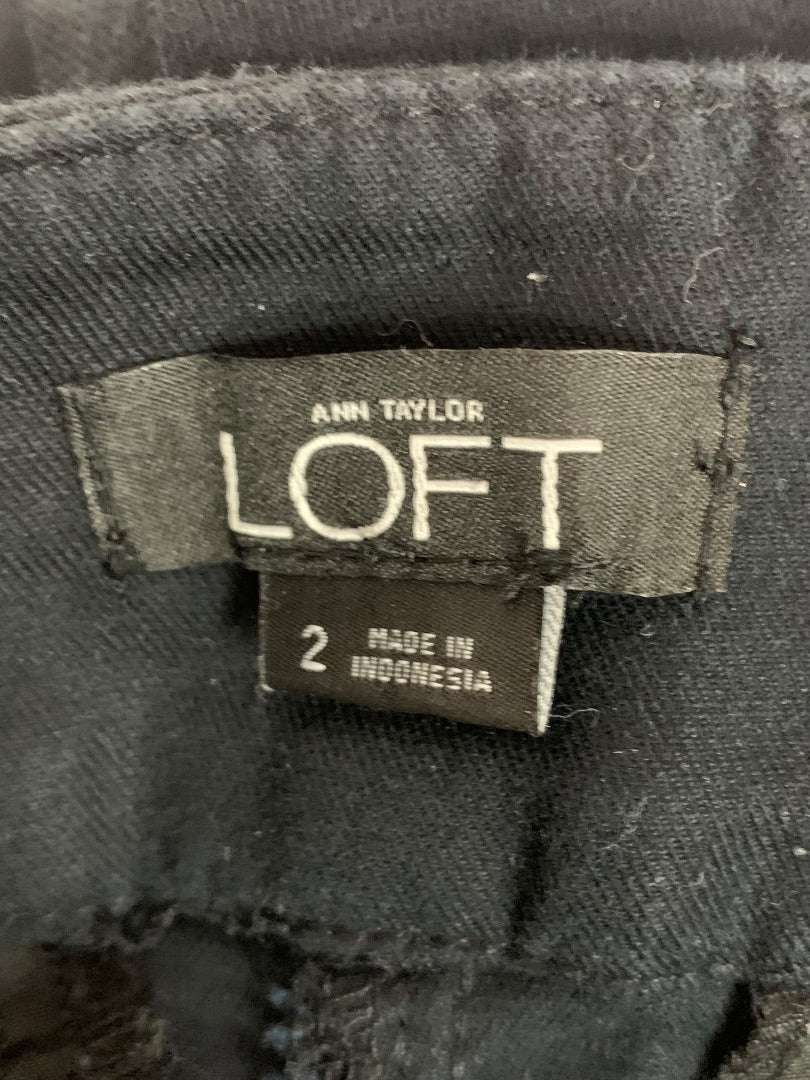 ANN TAYLOR
LOFT
2
MADE IN
INDONESIA